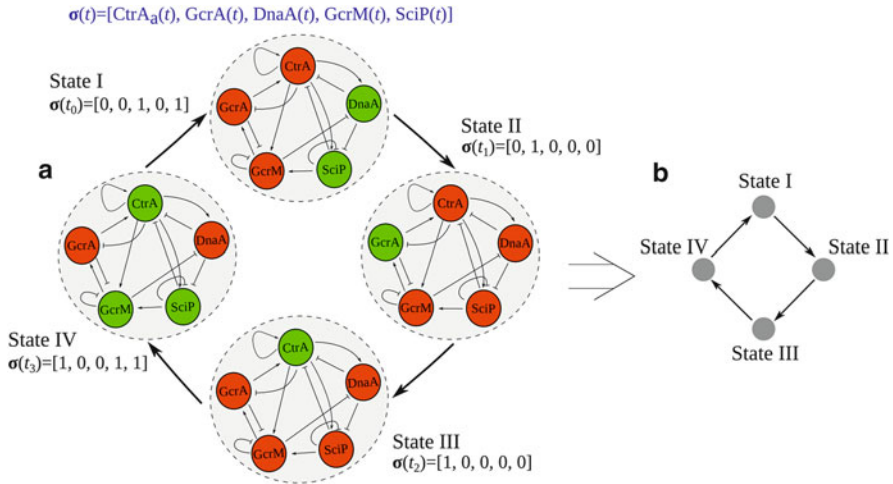 σ(t)=[CtrAₐ(t), GcrA(t), DnaA(t), GcrM(t), SciP(t)]
State I
σ(t₀)=[0, 0, 1, 0, 1]
CtrA
GcrA
DnaA
GcrM
SciP
State II
σ(t₁)=[0, 1, 0, 0, 0]
a
CtrA
GcrA
DnaA
GcrM
SciP
CtrA
GcrA
DnaA
GcrM
SciP
State IV
σ(t₃)=[1, 0, 0, 1, 1]
CtrA
GcrA
DnaA
GcrM
SciP
State III
σ(t₂)=[1, 0, 0, 0, 0]
b
State I
State IV
State II
State III